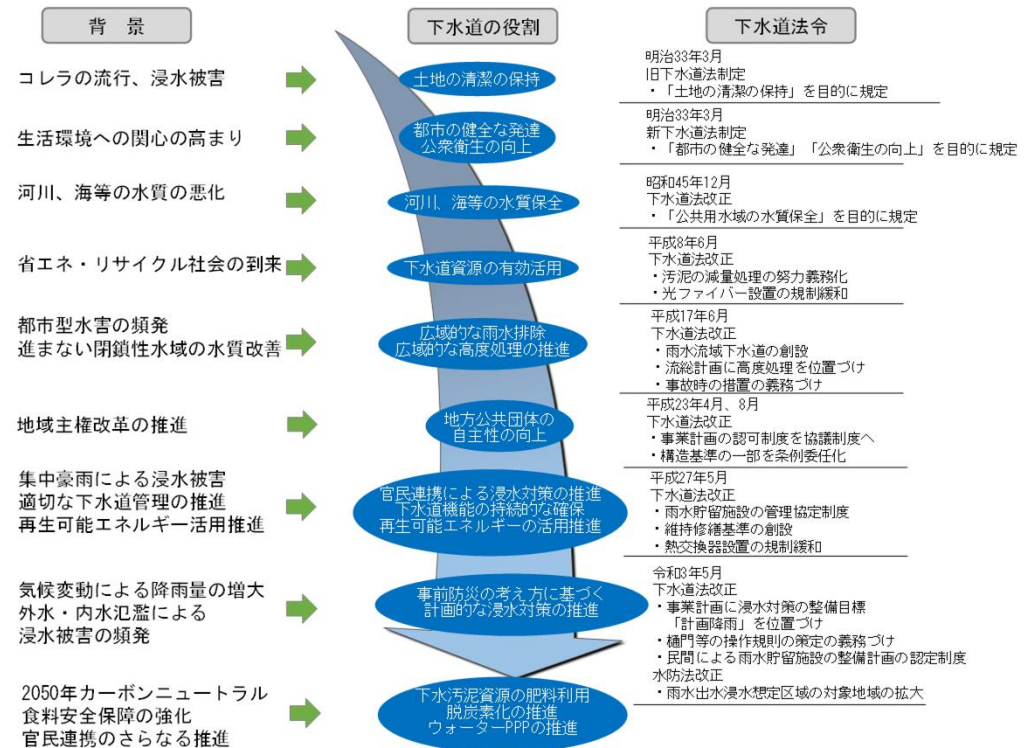 背 景
下水道の役割
下水道法令
コレラの流行、浸水被害
土地の清潔の保持
明治33年3月
旧下水道法制定
・「土地の清潔の保持」を目的に規定
生活環境への関心の高まり
都市の健全な発達
公衆衛生の向上
明治33年3月
新下水道法制定
・「都市の健全な発達」「公衆衛生の向上」を目的に規定
河川、海等の水質の悪化
河川、海等の水質保全
昭和45年12月
下水道法改正
・「公共用水域の水質保全」を目的に規定
省エネ・リサイクル社会の到来
下水道資源の有効活用
平成8年6月
下水道法改正
・汚泥の減量処理の努力義務化
・光ファイバー設置の規制緩和
都市型水害の頻発
進まない閉鎖性水域の水質改善
広域的な雨水排除
広域的な高度処理の推進
平成17年6月
下水道法改正
・雨水流域下水道の創設
・流総計画に高度処理を位置づけ
・事故時の措置の義務づけ
地域主権改革の推進
地方公共団体の
自主性の向上
平成23年4月、8月
下水道法改正
・事業計画の認可制度を協議制度へ
・構造基準の一部を条例委任化
集中豪雨による浸水被害
適切な下水道管理の推進
再生可能エネルギー活用推進
官民連携による浸水対策の推進
下水道機能の持続的な確保
再生可能エネルギーの活用推進
平成27年5月
下水道法改正
・雨水貯留施設の管理協定制度
・維持修繕基準の創設
・熱交換器設置の規制緩和
気候変動による降雨量の増大
外水・内水氾濫による
浸水被害の頻発
事前防災の考え方に基づく
計画的な浸水対策の推進
令和3年5月
下水道法改正
・事業計画に浸水対策の整備目標
「計画降雨」を位置づけ
・樋門等の操作規則の策定の義務づけ
・民間による雨水貯留施設の整備計画の認定制度
水防法改正
・雨水出水浸水想定区域の対象地域の拡大
2050年カーボンニュートラル
食料安全保障の強化
官民連携のさらなる推進
下水汚泥資源の肥料利用
脱炭素化の推進
ウォーターPPPの推進